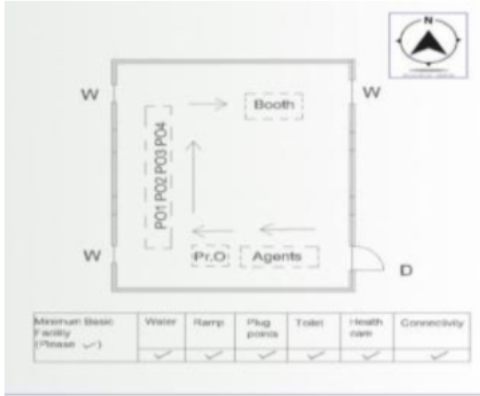 N
W
W
Booth
PO1 PO2 PO3 PO4
W
Pr.O
Agents
D
Minimum Basic Facility (Please ✓)
Water
Ramp
Plug points
Toilet
Health care
Connectivity
✓ ✓ ✓ ✓ ✓ ✓